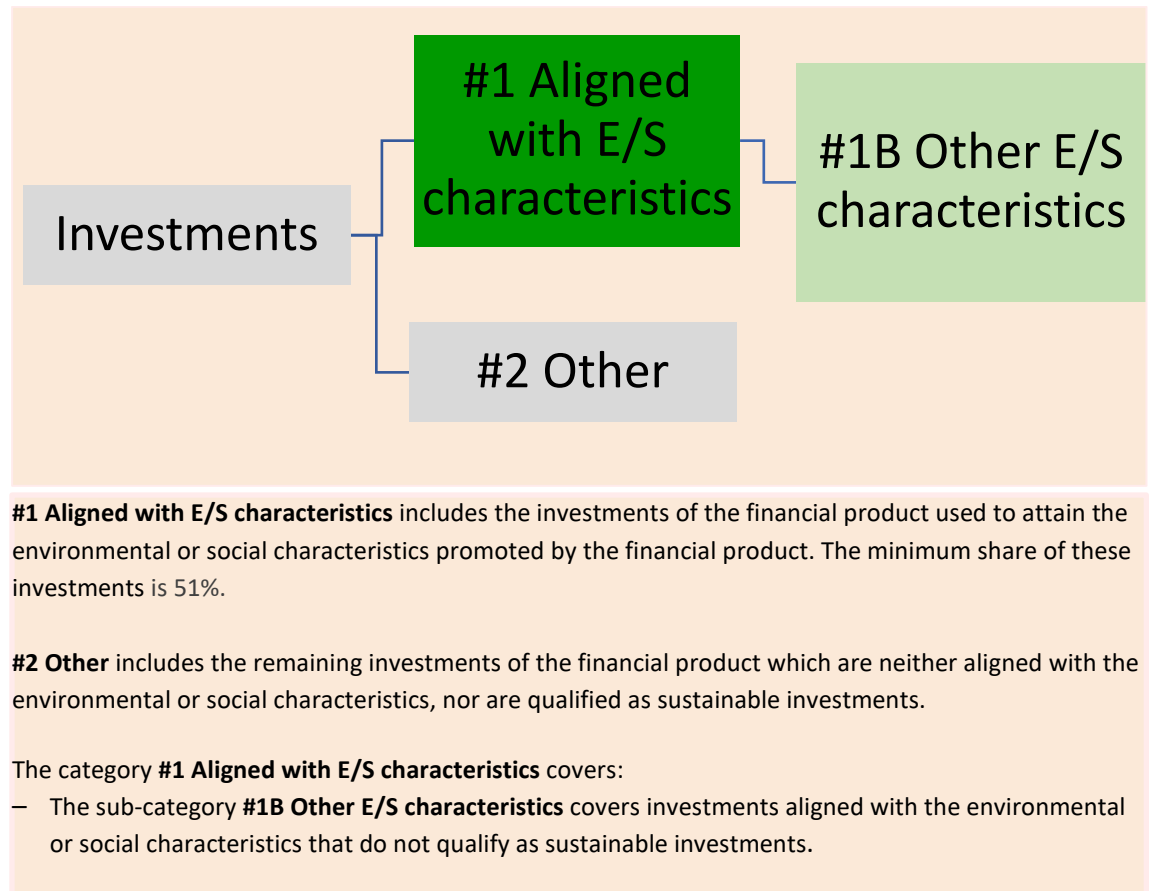 #1 Aligned
with E/S
characteristics
#1B Other E/S
characteristics
Investments
#2 Other
#1 Aligned with E/S characteristics includes the investments of the financial product used to attain the
environmental or social characteristics promoted by the financial product. The minimum share of these
investments is 51%.
#2 Other includes the remaining investments of the financial product which are neither aligned with the
environmental or social characteristics, nor are qualified as sustainable investments.
The category #1 Aligned with E/S characteristics covers:
– The sub-category #1B Other E/S characteristics covers investments aligned with the environmental
or social characteristics that do not qualify as sustainable investments.